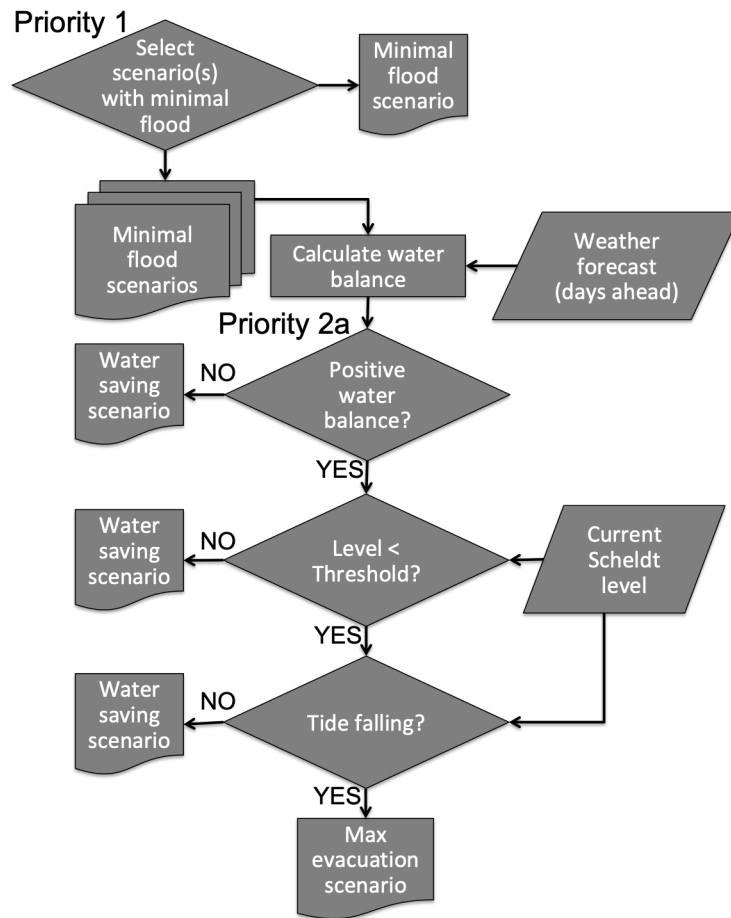 Priority 1
Select
scenario(s)
with minimal
flood
Minimal
flood
scenario
Minimal
flood
scenarios
Calculate water
balance
Weather
forecast
(days ahead)
Priority 2a
Water
saving
scenario
NO
Positive
water
balance?
YES
Water
saving
scenario
NO
Level <
Threshold?
Current
Scheldt
level
YES
Water
saving
scenario
NO
Tide falling?
YES
Max
evacuation
scenario